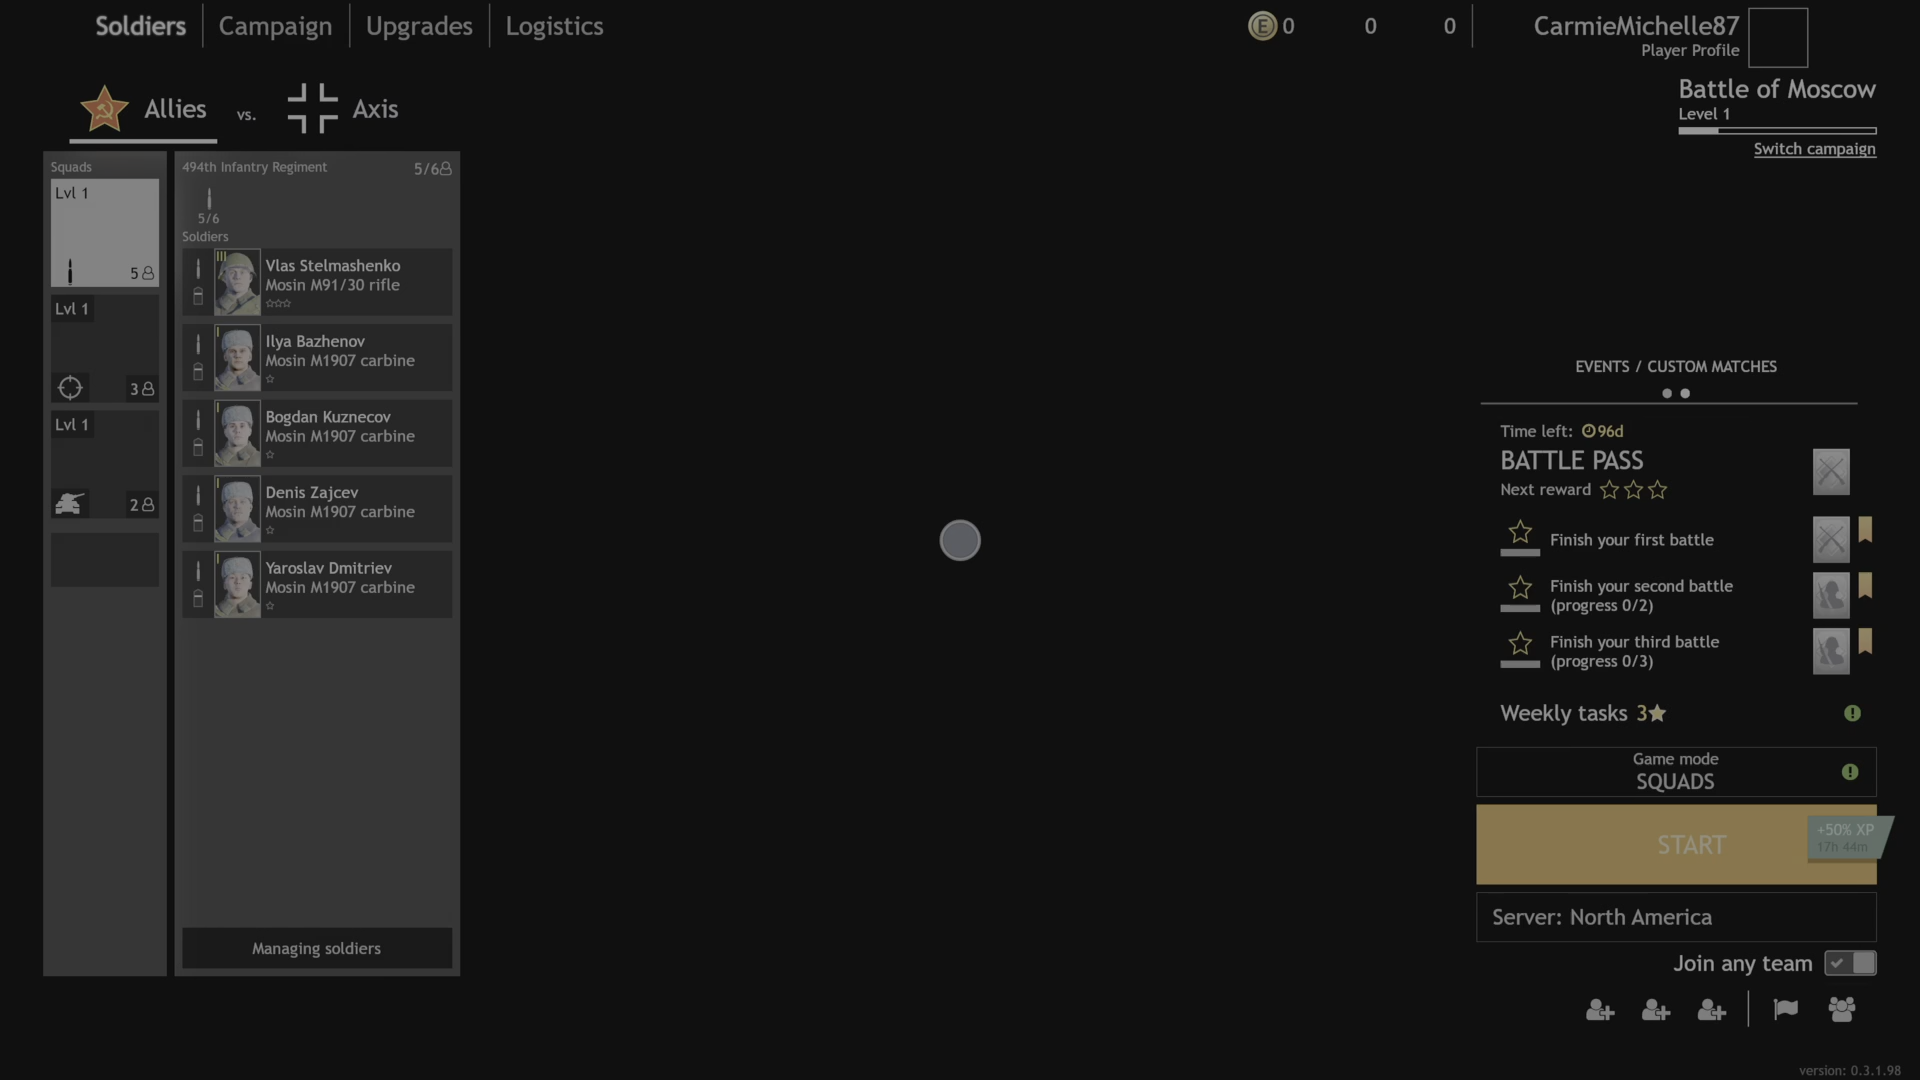 Soldiers
Campaign
Upgrades
Logistics
E 0
0
0
CarmieMichelle87
Player Profile
Allies
vs.
Axis
Battle of Moscow
Level 1
Switch campaign
Squads
Lvl 1
5
Lvl 1
3
Lvl 1
2
494th Infantry Regiment
5/6
5/6
Soldiers
III
Vlas Stelmashenko
Mosin M91/30 rifle
I
Ilya Bazhenov
Mosin M1907 carbine
I
Bogdan Kuznecov
Mosin M1907 carbine
I
Denis Zajcev
Mosin M1907 carbine
I
Yaroslav Dmitriev
Mosin M1907 carbine
Managing soldiers
EVENTS / CUSTOM MATCHES
Time left: 96d
BATTLE PASS
Next reward
Finish your first battle
Finish your second battle
(progress 0/2)
Finish your third battle
(progress 0/3)
Weekly tasks 3
Game mode
SQUADS
START
+50% XP
17h 44m
Server: North America
Join any team
version: 0.3.1.98